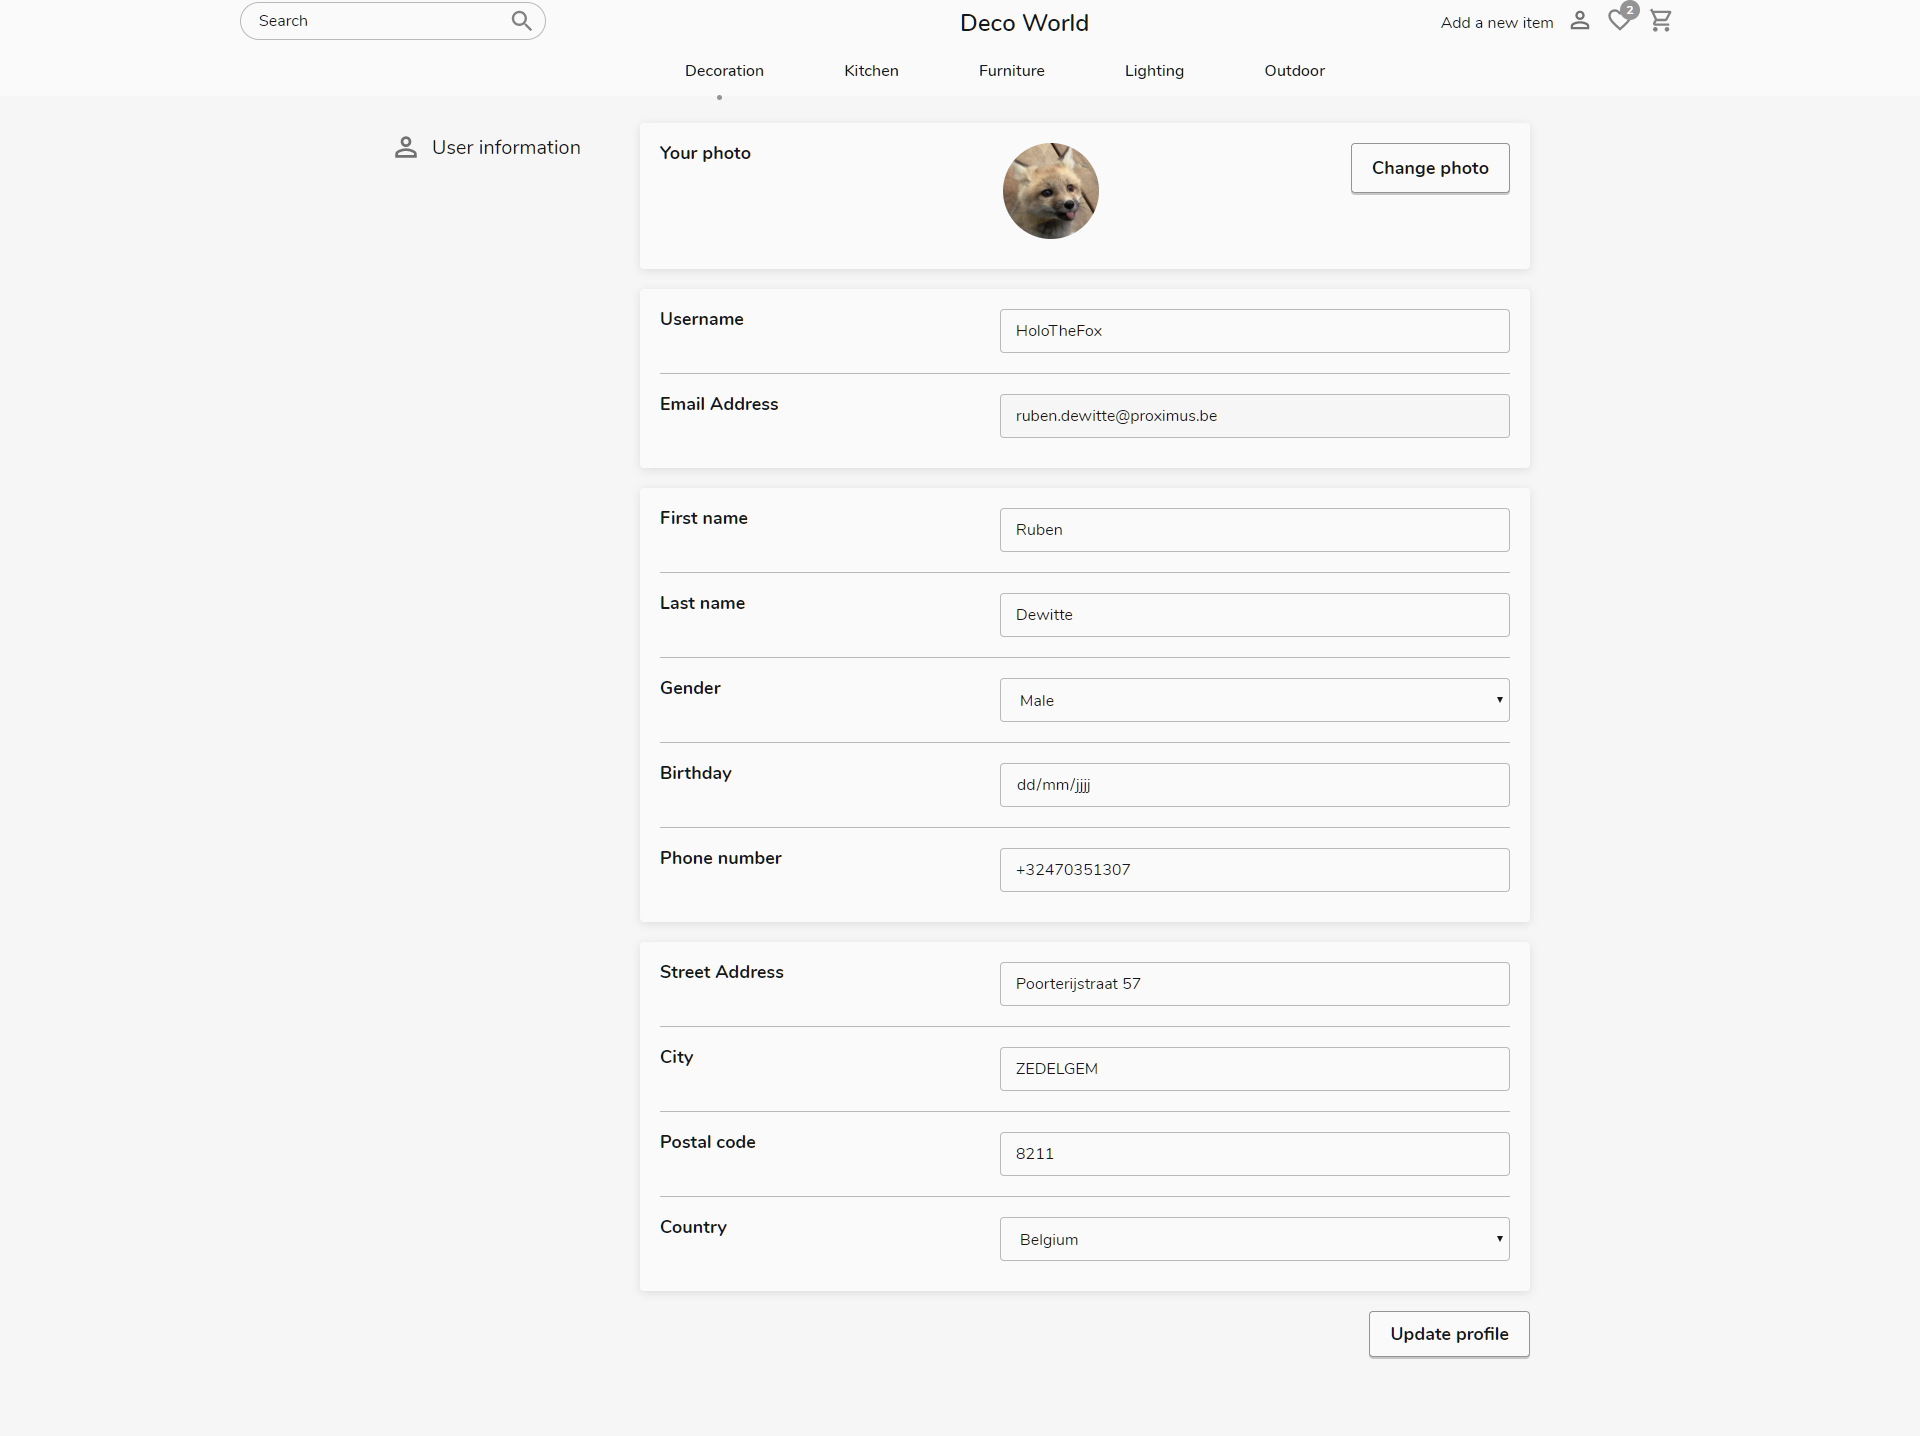 Search
Deco World
Add a new item
2
Decoration
Kitchen
Furniture
Lighting
Outdoor
User information
Your photo
Change photo
Username
HoloTheFox
Email Address
ruben.dewitte@proximus.be
First name
Ruben
Last name
Dewitte
Gender
Male
Birthday
dd/mm/jjjj
Phone number
+32470351307
Street Address
Poorterijstraat 57
City
ZEDELGEM
Postal code
8211
Country
Belgium
Update profile